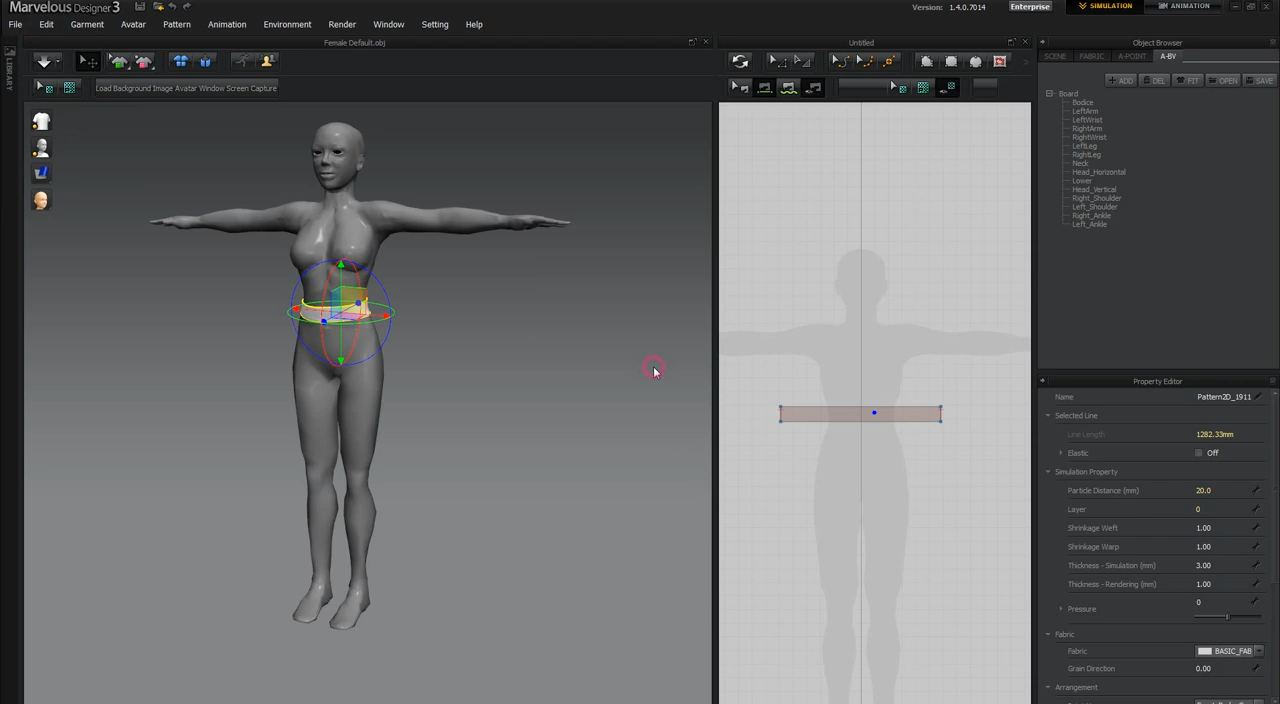 Marvelous Designer 3
Version: 1.4.0.7014
Enterprise
SIMULATION
ANIMATION
File Edit Garment Avatar Pattern Animation Environment Render Window Setting Help
Female Default.obj
Untitled
Object Browser
LIBRARY
SCENE FABRIC A-POINT A-BV
Load Background Image Avatar Window Screen Capture
ADD DEL FIT OPEN SAVE
Board
Bodice
LeftArm
LeftWrist
RightArm
RightWrist
LeftLeg
RightLeg
Neck
Head_Horizontal
Lower
Head_Vertical
Right_Shoulder
Left_Shoulder
Right_Ankle
Left_Ankle
Property Editor
Name Pattern2D_1911
Selected Line
Line Length 1282.33mm
Elastic Off
Simulation Property
Particle Distance (mm) 20.0
Layer 0
Shrinkage Weft 1.00
Shrinkage Warp 1.00
Thickness - Simulation (mm) 3.00
Thickness - Rendering (mm) 1.00
Pressure 0
Fabric
Fabric BASIC_FAB
Grain Direction 0.00
Arrangement